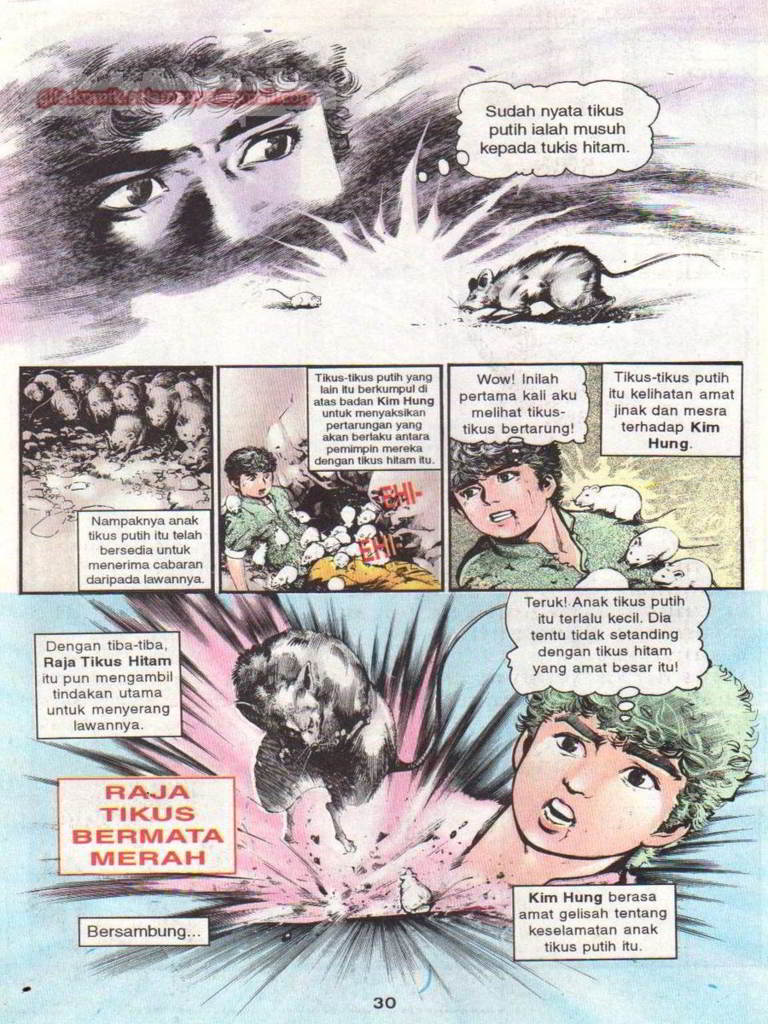 Sudah nyata tikus
putih ialah musuh
kepada tukis hitam.
Nampaknya anak
tikus putih itu telah
bersedia untuk
menerima cabaran
daripada lawannya.
Tikus-tikus putih yang
lain itu berkumpul di
atas badan Kim Hung
untuk menyaksikan
pertarungan yang
akan berlaku antara
pemimpin mereka
dengan tikus hitam itu.
EHI-
EHI-
Wow! Inilah
pertama kali aku
melihat tikus-
tikus bertarung!
Tikus-tikus putih
itu kelihatan amat
jinak dan mesra
terhadap Kim
Hung.
Dengan tiba-tiba,
Raja Tikus Hitam
itu pun mengambil
tindakan utama
untuk menyerang
lawannya.
Teruk! Anak tikus putih
itu terlalu kecil. Dia
tentu tidak setanding
dengan tikus hitam
yang amat besar itu!
RAJA
TIKUS
BERMATA
MERAH
Kim Hung berasa
amat gelisah tentang
keselamatan anak
tikus putih itu.
Bersambung...
30